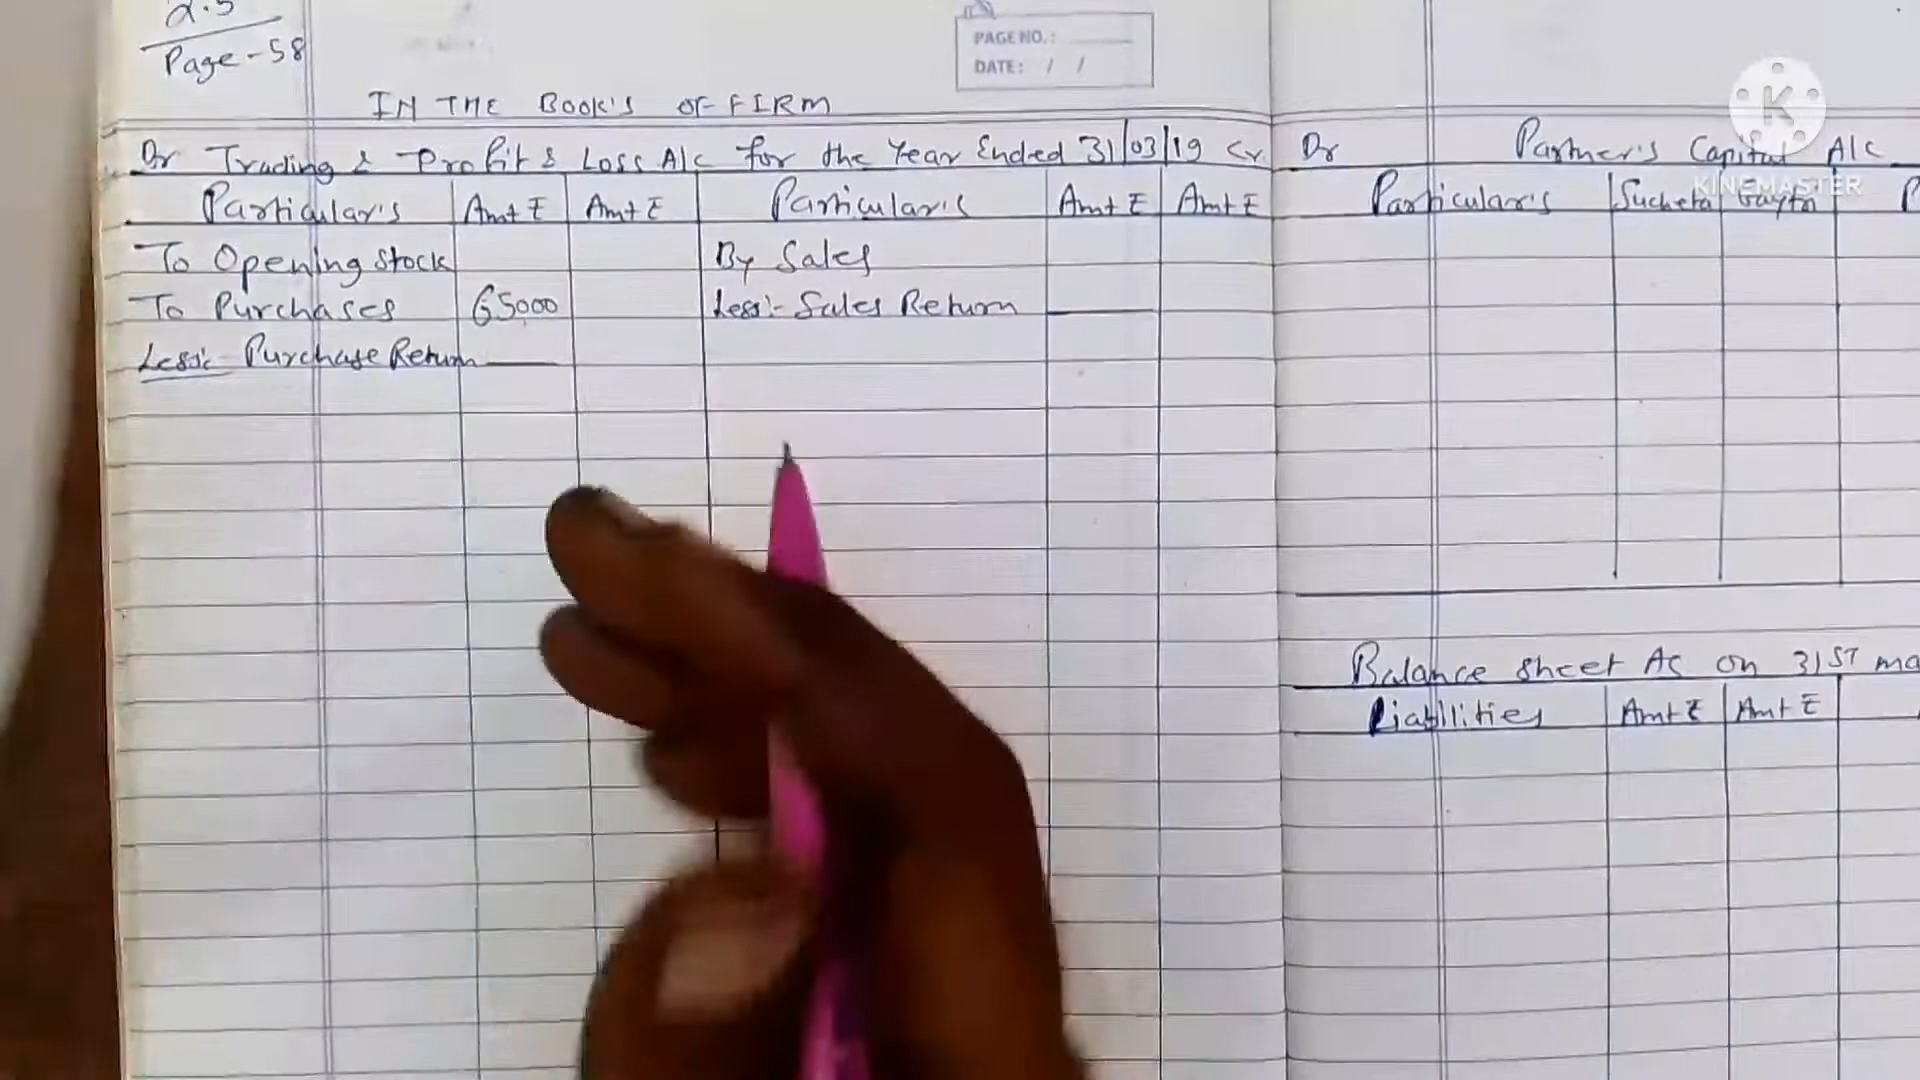 2.5
Page-58
PAGE NO.:
DATE: / /
IN THE BOOK'S OF FIRM
Dr Trading & Profit & Loss A/c for the Year Ended 31/03/19 Cr
Particular's Amt ₹ Amt ₹ Particular's Amt ₹ Amt ₹
To Opening Stock By Sales
To Purchases 65000 Less:- Sales Return
Less:- Purchase Return
Dr Partner's Capital A/c
Particular's Sucheta Gaytri P
Balance Sheet As on 31ST ma
Liabilities Amt ₹ Amt ₹
K
KINEMASTER